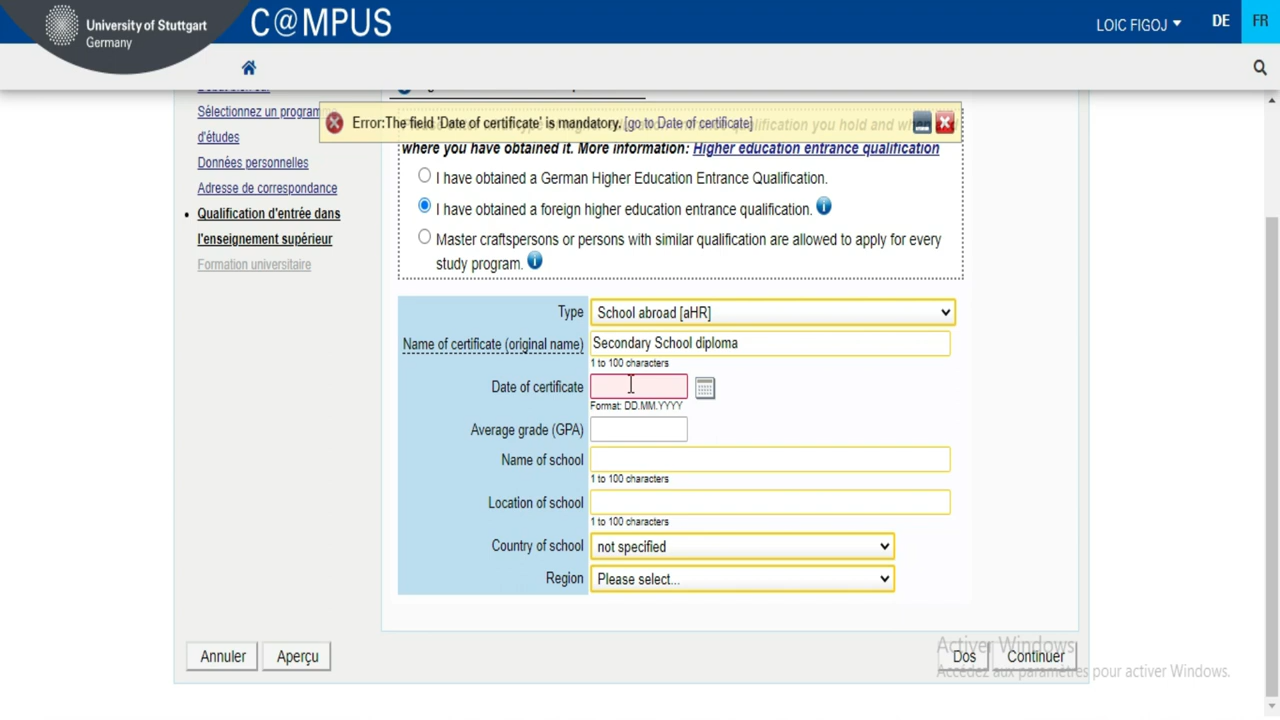 University of Stuttgart
Germany
C@MPUS
LOIC FIGOJ
DE
FR
Sélectionnez un programm
d'études
Données personnelles
Adresse de correspondance
Qualification d'entrée dans
l'enseignement supérieur
Formation universitaire
Error:The field 'Date of certificate' is mandatory. [go to Date of certificate]
qualification you hold and when
where you have obtained it. More information: Higher education entrance qualification
I have obtained a German Higher Education Entrance Qualification.
I have obtained a foreign higher education entrance qualification.
Master craftspersons or persons with similar qualification are allowed to apply for every
study program.
Type
School abroad [aHR]
Name of certificate (original name)
Secondary School diploma
1 to 100 characters
Date of certificate
Format: DD.MM.YYYY
Average grade (GPA)
Name of school
1 to 100 characters
Location of school
1 to 100 characters
Country of school
not specified
Region
Please select...
Annuler
Aperçu
Dos
Continuer
Activer Windows
Accédez aux paramètres pour activer Windows.